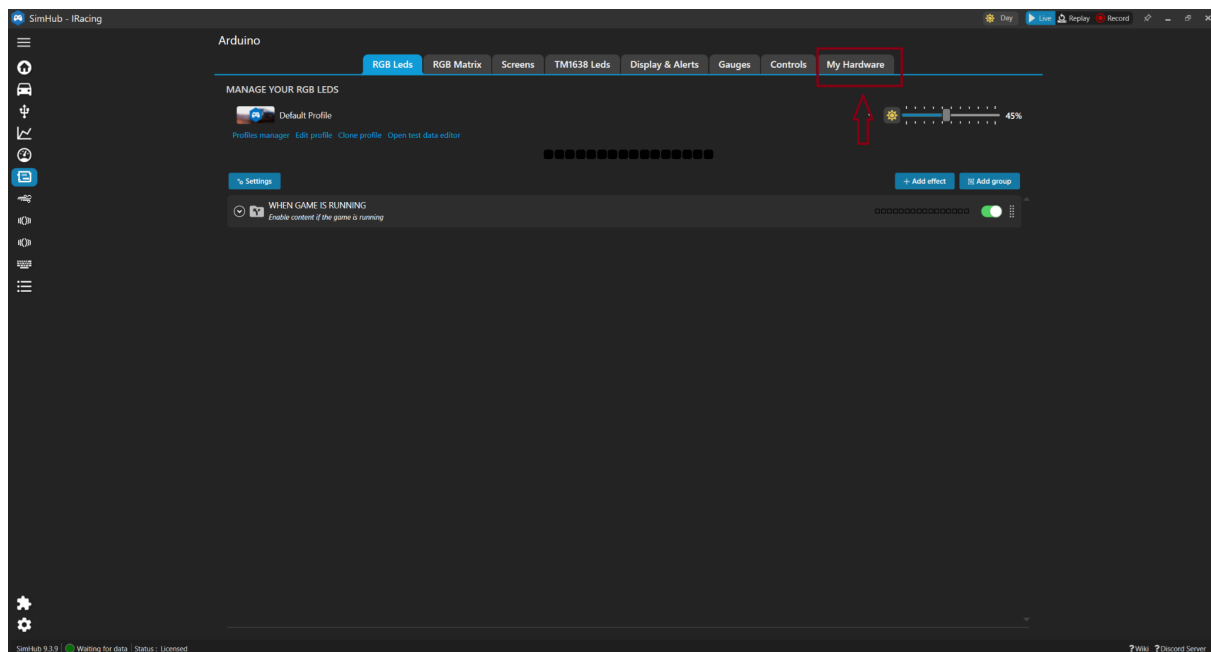 SimHub - IRacing
Day
Live
Replay
Record
Arduino
RGB Leds
RGB Matrix
Screens
TM1638 Leds
Display & Alerts
Gauges
Controls
My Hardware
MANAGE YOUR RGB LEDS
Default Profile
45%
Profiles manager Edit profile Clone profile Open test data editor
Settings
+ Add effect
Add group
WHEN GAME IS RUNNING
Enable content if the game is running
SimHub 9.3.9 Waiting for data Status : Licensed
? Wiki ? Discord Server